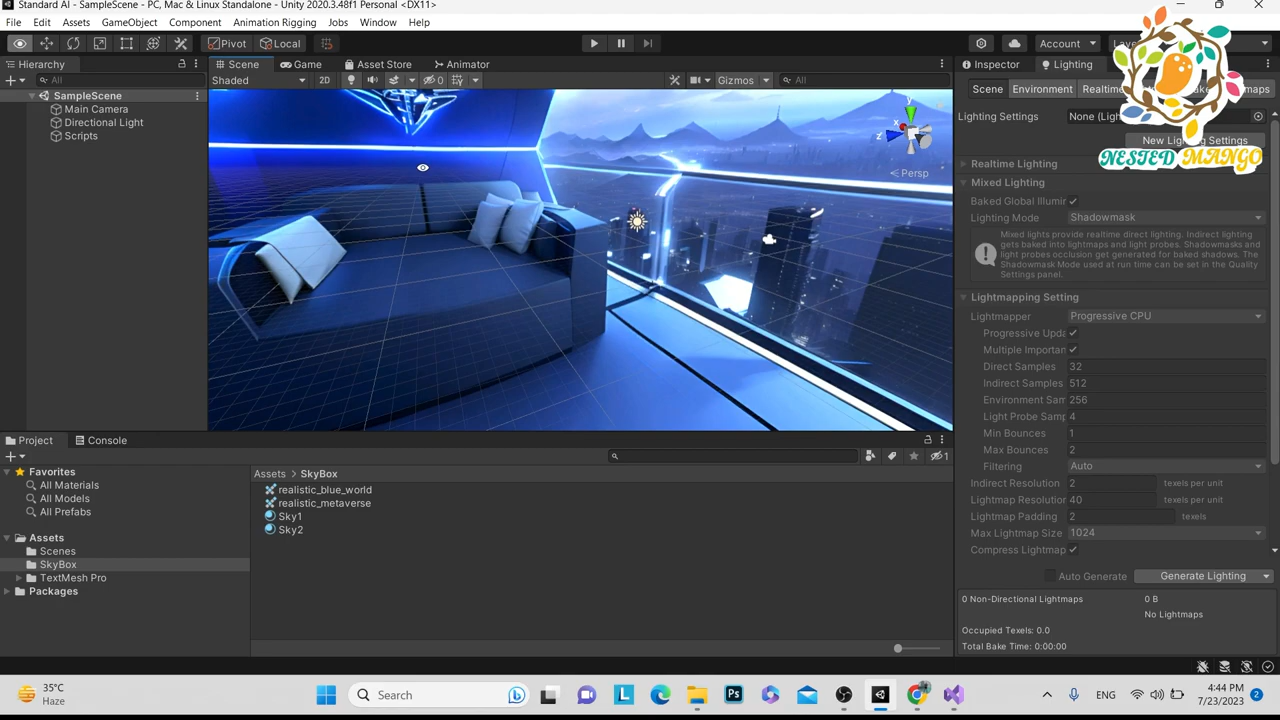 Standard AI - SampleScene - PC, Mac & Linux Standalone - Unity 2020.3.48f1 Personal <DX11>
File Edit Assets GameObject Component Animation Rigging Jobs Window Help
Pivot Local Account
Hierarchy Scene Game Asset Store Animator Inspector Lighting
All Shaded 2D 0 Gizmos All
SampleScene
Main Camera
Directional Light
Scripts
y
x
z
Persp
Scene Environment
Lighting Settings
New Lighting Settings
NESTED MANGO
Realtime Lighting
Mixed Lighting
Baked Global Illumin
Lighting Mode Shadowmask
Mixed lights provide realtime direct lighting. Indirect lighting
gets baked into lightmaps and light probes. Shadowmasks and
light probes occlusion get generated for baked shadows. The
Shadowmask Mode used at run time can be set in the Quality
Settings panel.
Lightmapping Setting
Lightmapper Progressive CPU
Progressive Upda
Multiple Importan
Direct Samples 32
Indirect Samples 512
Environment Sam 256
Light Probe Samp 4
Min Bounces 1
Max Bounces 2
Filtering Auto
Indirect Resolution 2 texels per unit
Lightmap Resolution 40 texels per unit
Lightmap Padding 2 texels
Max Lightmap Size 1024
Compress Lightmap
Auto Generate Generate Lighting
0 Non-Directional Lightmaps 0 B
No Lightmaps
Occupied Texels: 0.0
Total Bake Time: 0:00:00
Project Console
1
Favorites
All Materials
All Models
All Prefabs
Assets
Scenes
SkyBox
TextMesh Pro
Packages
Assets > SkyBox
realistic_blue_world
realistic_metaverse
Sky1
Sky2
35°C
Haze
Search
L
Ps
ENG
4:44 PM
7/23/2023
2